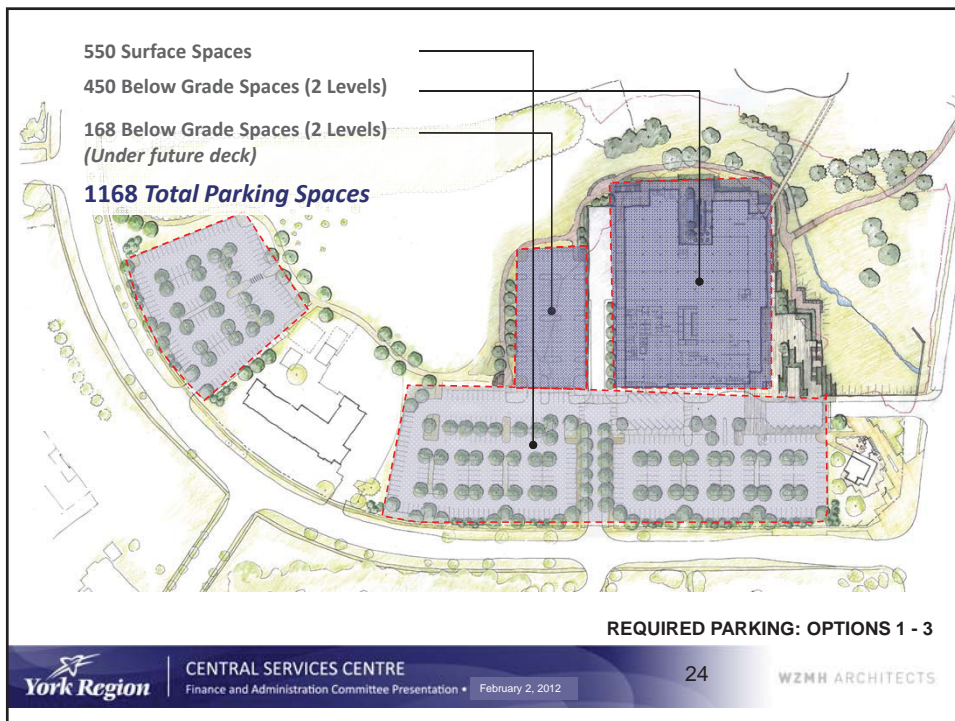 550 Surface Spaces
450 Below Grade Spaces (2 Levels)
168 Below Grade Spaces (2 Levels)
(Under future deck)
1168 Total Parking Spaces
REQUIRED PARKING: OPTIONS 1 - 3
York Region
CENTRAL SERVICES CENTRE
Finance and Administration Committee Presentation •
February 2, 2012
24
WZMH ARCHITECTS